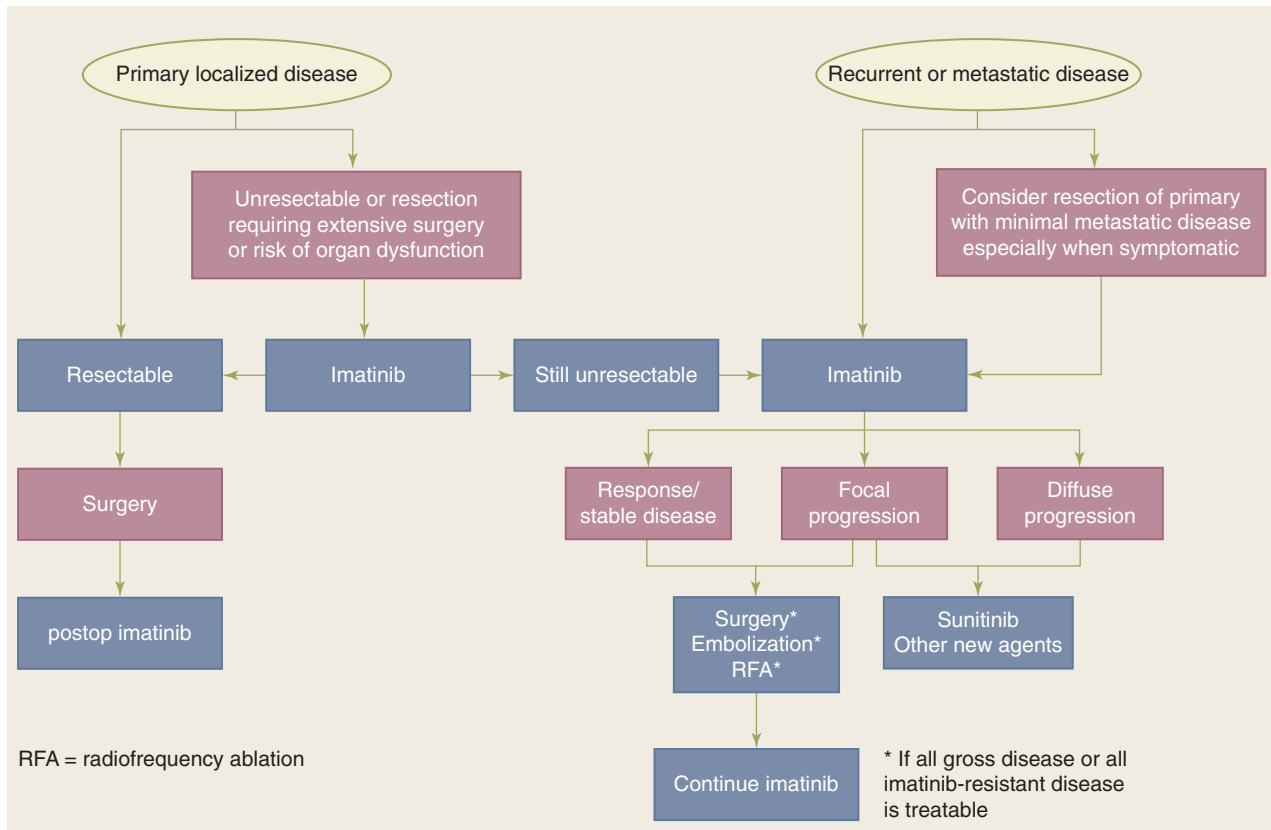 Primary localized disease
Recurrent or metastatic disease
Unresectable or resection
requiring extensive surgery
or risk of organ dysfunction
Consider resection of primary
with minimal metastatic disease
especially when symptomatic
Resectable
Imatinib
Still unresectable
Imatinib
Surgery
Response/
stable disease
Focal
progression
Diffuse
progression
postop imatinib
Surgery*
Embolization*
RFA*
Sunitinib
Other new agents
RFA = radiofrequency ablation
Continue imatinib
* If all gross disease or all
imatinib-resistant disease
is treatable